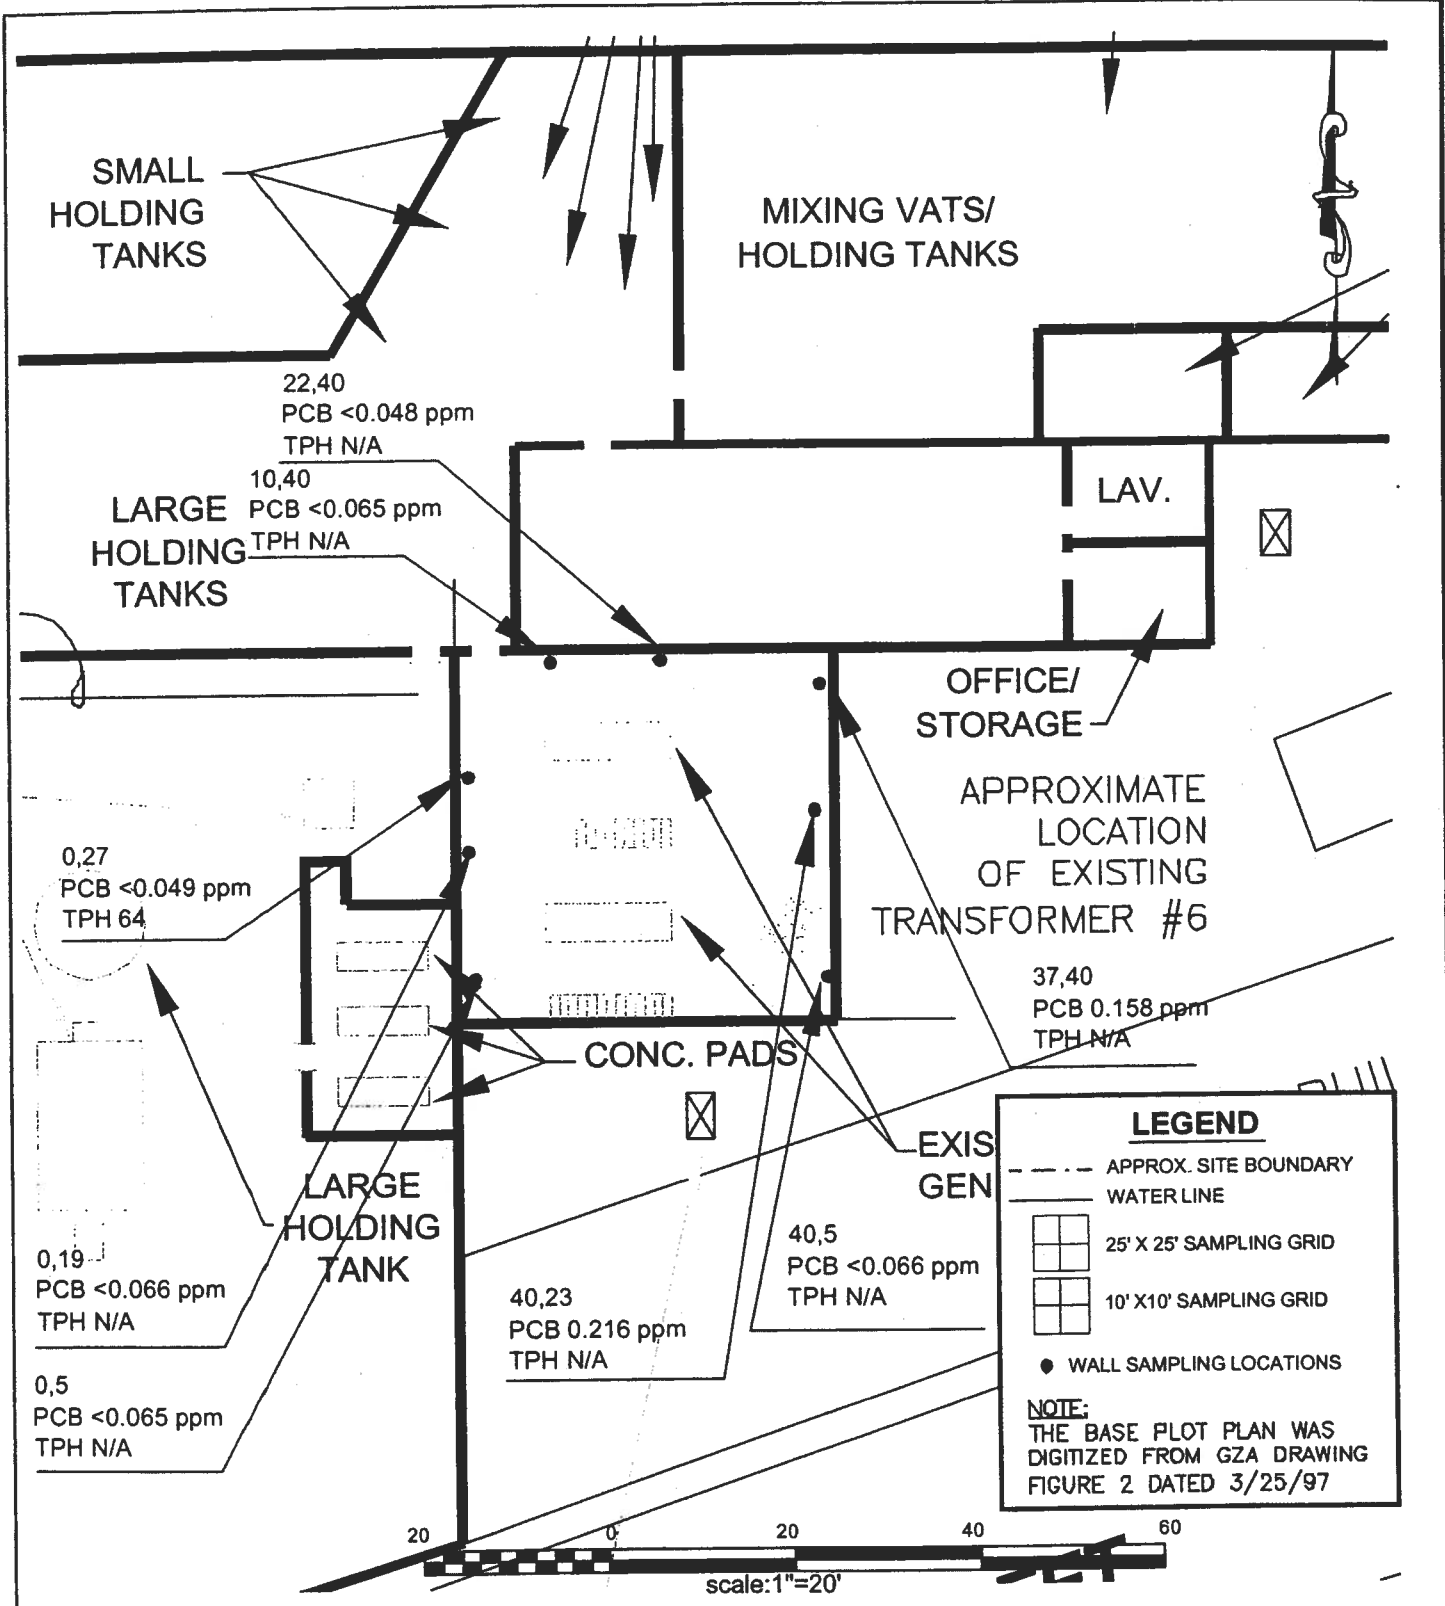 SMALL
HOLDING
TANKS
MIXING VATS/
HOLDING TANKS
22,40
PCB <0.048 ppm
TPH N/A
10,40
PCB <0.065 ppm
TPH N/A
LARGE
HOLDING
TANKS
LAV.
OFFICE/
STORAGE
APPROXIMATE
LOCATION
OF EXISTING
TRANSFORMER #6
0,27
PCB <0.049 ppm
TPH 64
37,40
PCB 0.158 ppm
TPH N/A
CONC. PADS
EXIS
GEN
LARGE
HOLDING
TANK
0,19
PCB <0.066 ppm
TPH N/A
40,5
PCB <0.066 ppm
TPH N/A
40,23
PCB 0.216 ppm
TPH N/A
0,5
PCB <0.065 ppm
TPH N/A
LEGEND
APPROX. SITE BOUNDARY
WATER LINE
25' X 25' SAMPLING GRID
10' X10' SAMPLING GRID
WALL SAMPLING LOCATIONS
NOTE:
THE BASE PLOT PLAN WAS
DIGITIZED FROM GZA DRAWING
FIGURE 2 DATED 3/25/97
20 0 20 40 60
scale:1"=20'